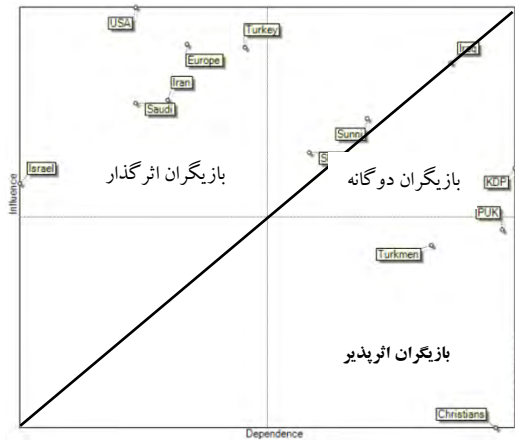 USA
Turkey
Iraq
Europe
Iran
Saudi
Sunni
S
Israel
بازیگران اثرگذار
بازیگران دوگانه
KDP
Influence
PUK
Turkmen
بازیگران اثرپذیر
Christians
Dependence